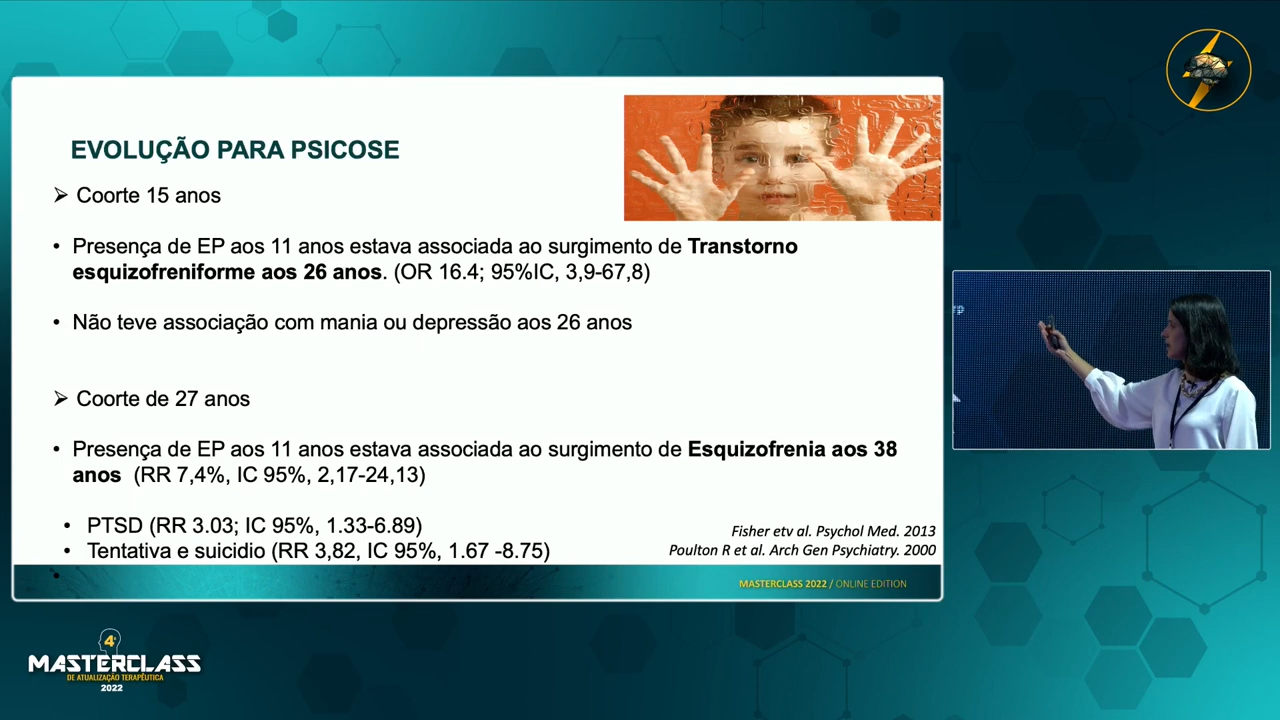 EVOLUÇÃO PARA PSICOSE
➢ Coorte 15 anos
• Presença de EP aos 11 anos estava associada ao surgimento de Transtorno
esquizofreniforme aos 26 anos. (OR 16.4; 95%IC, 3,9-67,8)
• Não teve associação com mania ou depressão aos 26 anos
➢ Coorte de 27 anos
• Presença de EP aos 11 anos estava associada ao surgimento de Esquizofrenia aos 38
anos (RR 7,4%, IC 95%, 2,17-24,13)
• PTSD (RR 3.03; IC 95%, 1.33-6.89)
• Tentativa e suicidio (RR 3,82, IC 95%, 1.67 -8.75)
•
Fisher etv al. Psychol Med. 2013
Poulton R et al. Arch Gen Psychiatry. 2000
MASTERCLASS 2022 / ONLINE EDITION
4ª
MASTERCLASS
DE ATUALIZAÇÃO TERAPÊUTICA
2022